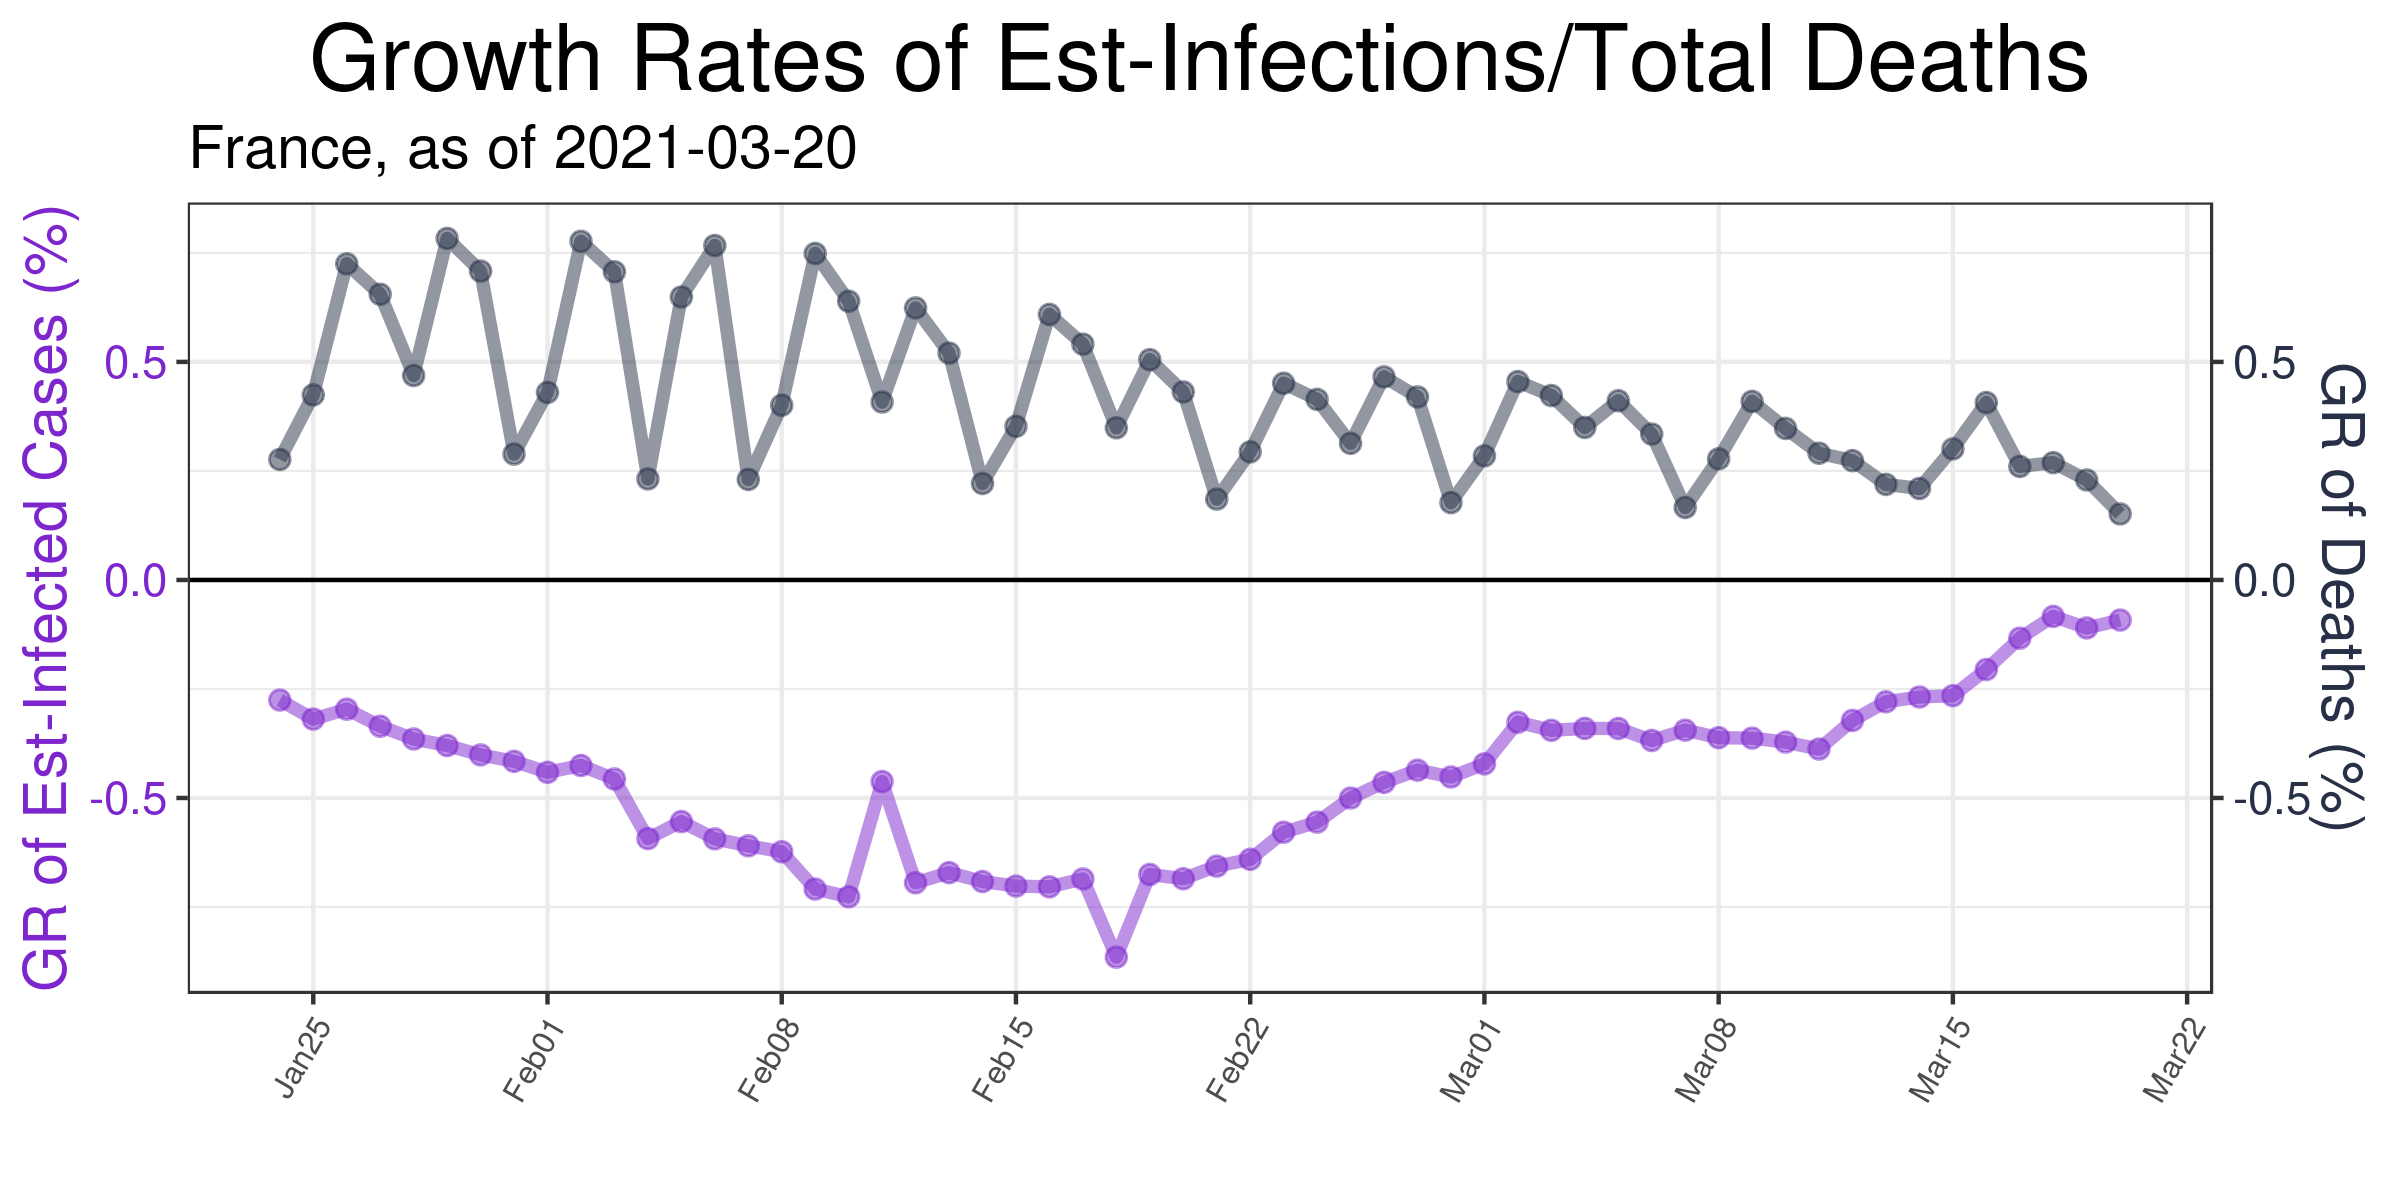 Growth Rates of Est-Infections/Total Deaths
France, as of 2021-03-20
GR of Est-Infected Cases (%)
0.5
0.0
-0.5
0.5
0.0
-0.5
GR of Deaths (%)
Jan25
Feb01
Feb08
Feb15
Feb22
Mar01
Mar08
Mar15
Mar22